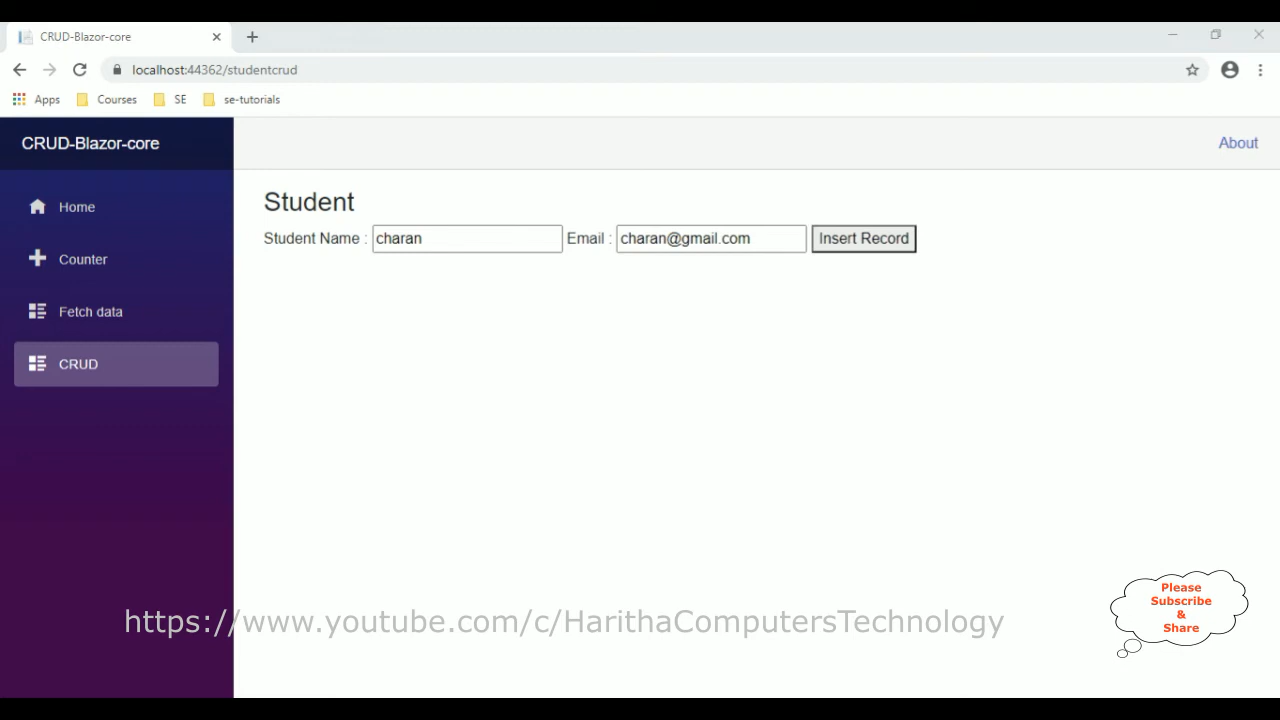 CRUD-Blazor-core
localhost:44362/studentcrud
Apps Courses SE se-tutorials
CRUD-Blazor-core
About
Home
Counter
Fetch data
CRUD
Student
Student Name : charan Email : charan@gmail.com Insert Record
https://www.youtube.com/c/HarithaComputersTechnology
Please
Subscribe
&
Share